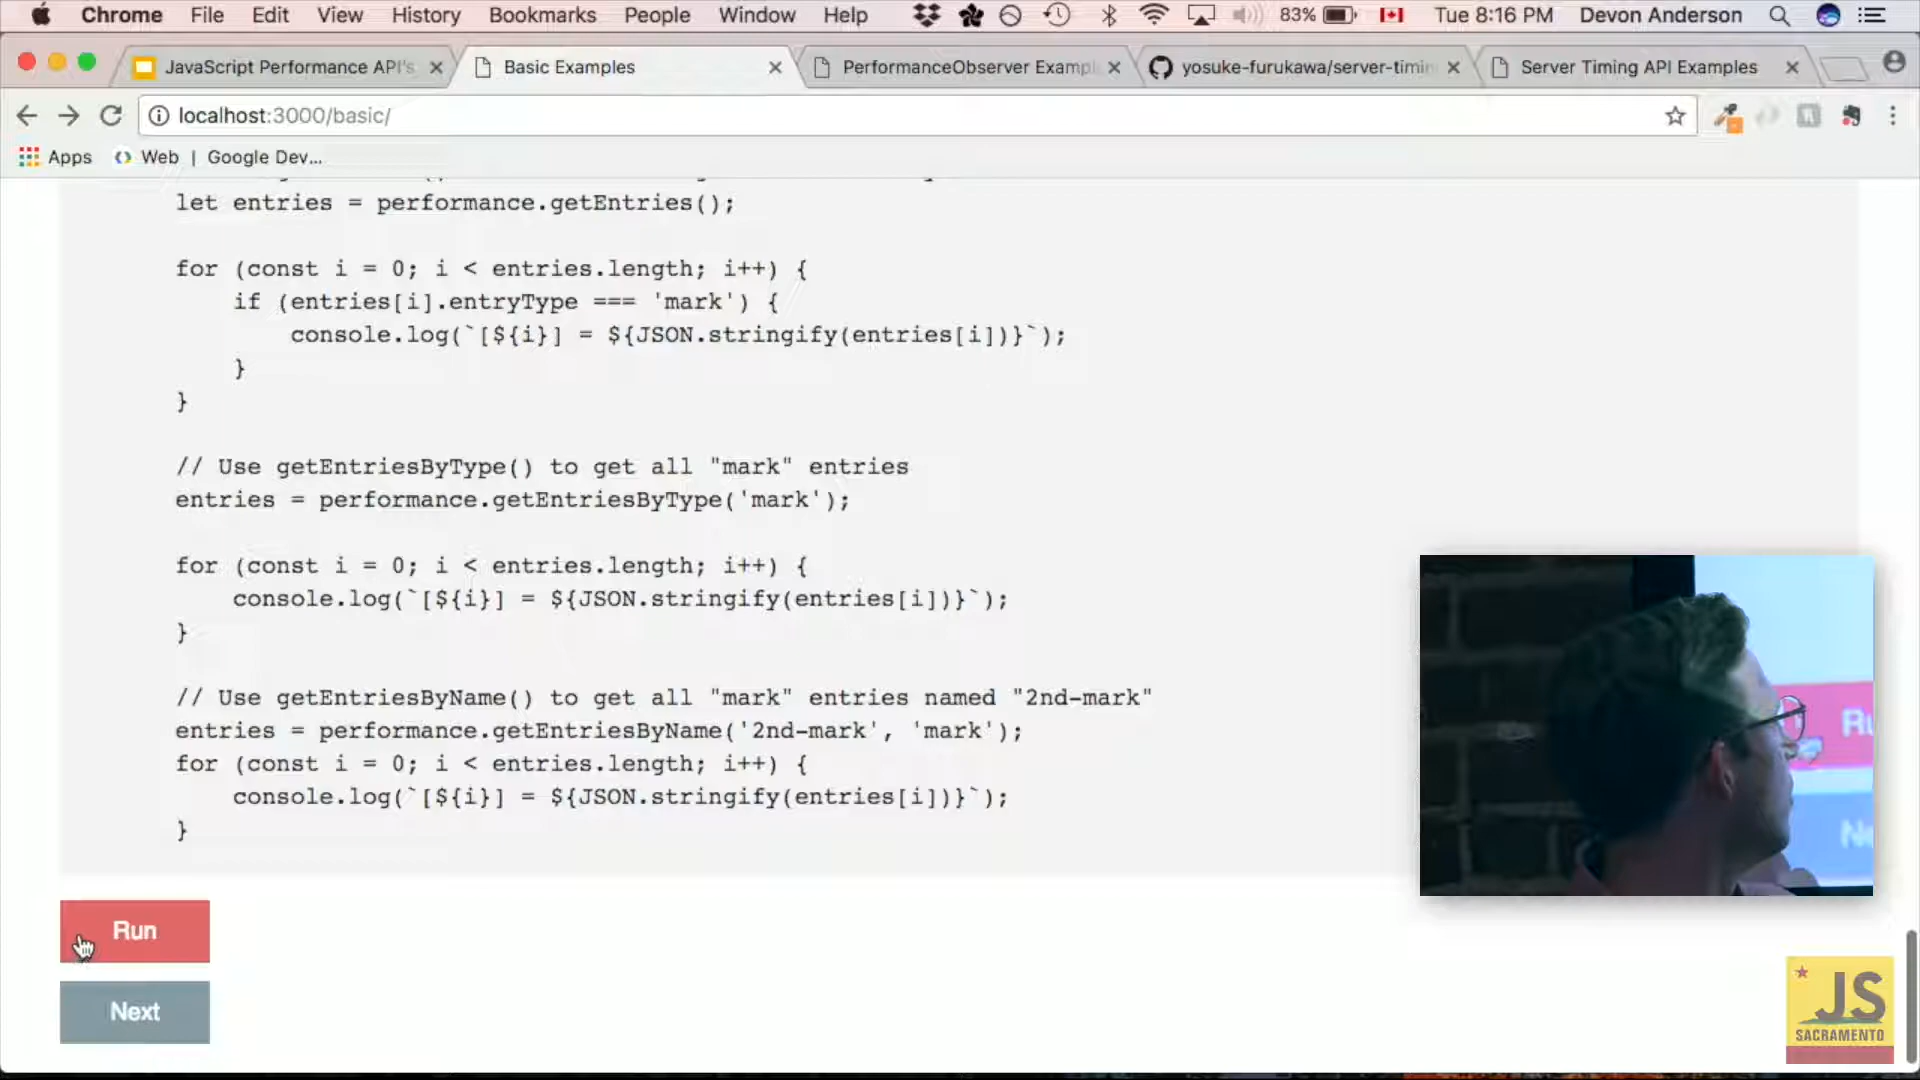 Chrome File Edit View History Bookmarks People Window Help 83% Tue 8:16 PM Devon Anderson
JavaScript Performance API's Basic Examples PerformanceObserver Exampl yosuke-furukawa/server-timin Server Timing API Examples
localhost:3000/basic/
Apps Web | Google Dev...
let entries = performance.getEntries();
for (const i = 0; i < entries.length; i++) {
if (entries[i].entryType === 'mark') {
console.log(`[${i}] = ${JSON.stringify(entries[i])}`);
}
}
// Use getEntriesByType() to get all "mark" entries
entries = performance.getEntriesByType('mark');
for (const i = 0; i < entries.length; i++) {
console.log(`[${i}] = ${JSON.stringify(entries[i])}`);
}
// Use getEntriesByName() to get all "mark" entries named "2nd-mark"
entries = performance.getEntriesByName('2nd-mark', 'mark');
for (const i = 0; i < entries.length; i++) {
console.log(`[${i}] = ${JSON.stringify(entries[i])}`);
}
Run
Next
Ru
Ne
JS
SACRAMENTO